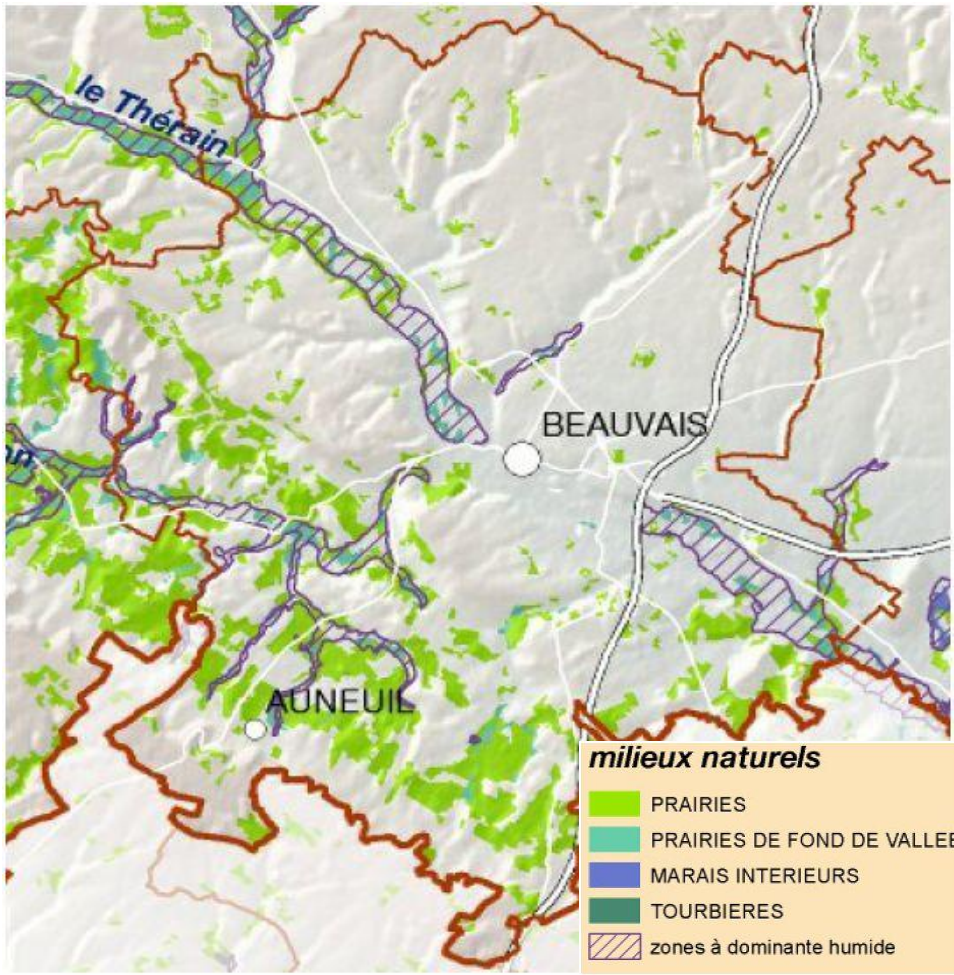 le Thérain
BEAUVAIS
AUNEUIL
milieux naturels
PRAIRIES
PRAIRIES DE FOND DE VALLEE
MARAIS INTERIEURS
TOURBIERES
zones à dominante humide